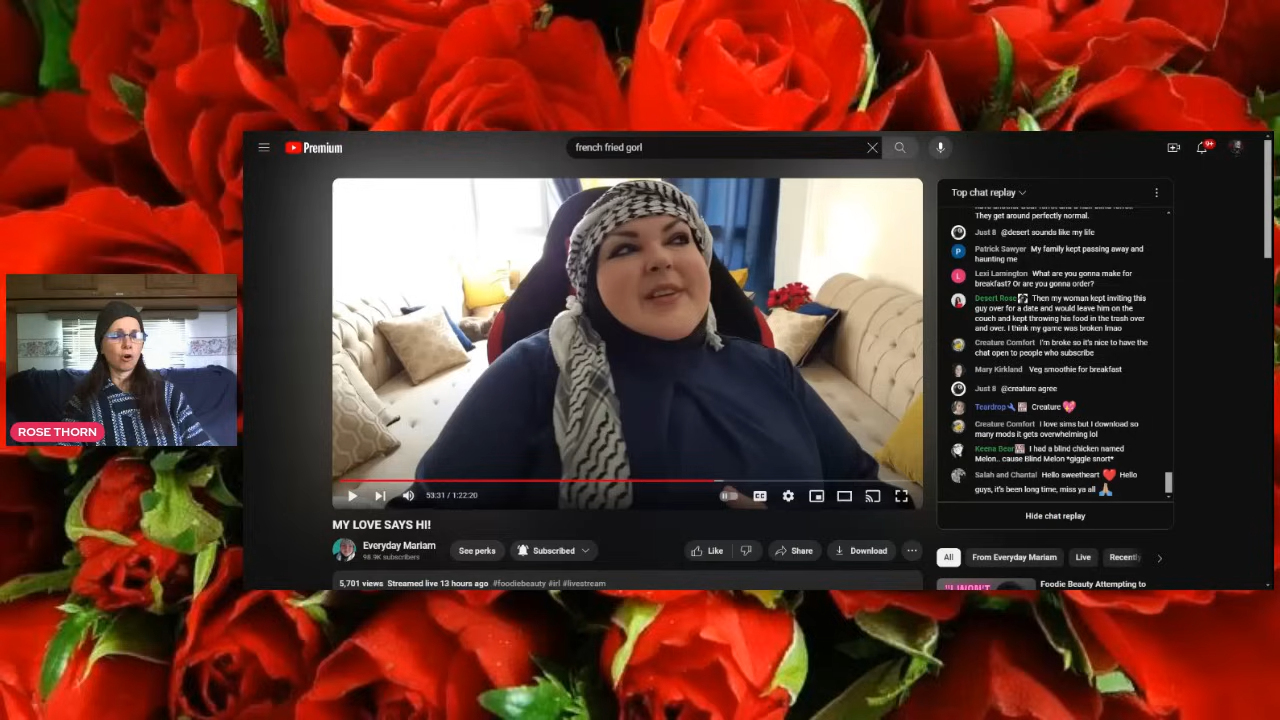 Premium
french fried gorl
9+
Top chat replay
They get around perfectly normal.
Just 8 @desert sounds like my life
Patrick Sawyer My family kept passing away and
haunting me
Lexi Lamington What are you gonna make for
breakfast? Or are you gonna order?
Desert Rose Then my woman kept inviting this
guy over for a date and would leave him on the
couch and kept throwing his food in the trash over
and over. I think my game was broken lmao
Creature Comfort I'm broke so it's nice to have the
chat open to people who subscribe
Mary Kirkland Veg smoothie for breakfast
Just 8 @creature agree
Teardrop Creature
Creature Comfort I love sims but I download so
many mods it gets overwhelming lol
Keena Bear I had a blind chicken named
Melon.. cause Blind Melon *giggle snort*
Salah and Chantal Hello sweetheart Hello
guys, it's been long time, miss ya all
Hide chat replay
ROSE THORN
53:31 / 1:22:20
CC
MY LOVE SAYS HI!
Everyday Mariam
98.9K subscribers
See perks
Subscribed
Like
Share
Download
5,701 views Streamed live 13 hours ago #foodiebeauty #irl #livestream
All
From Everyday Mariam
Live
Recentl
"I WON'T
Foodie Beauty Attempting to